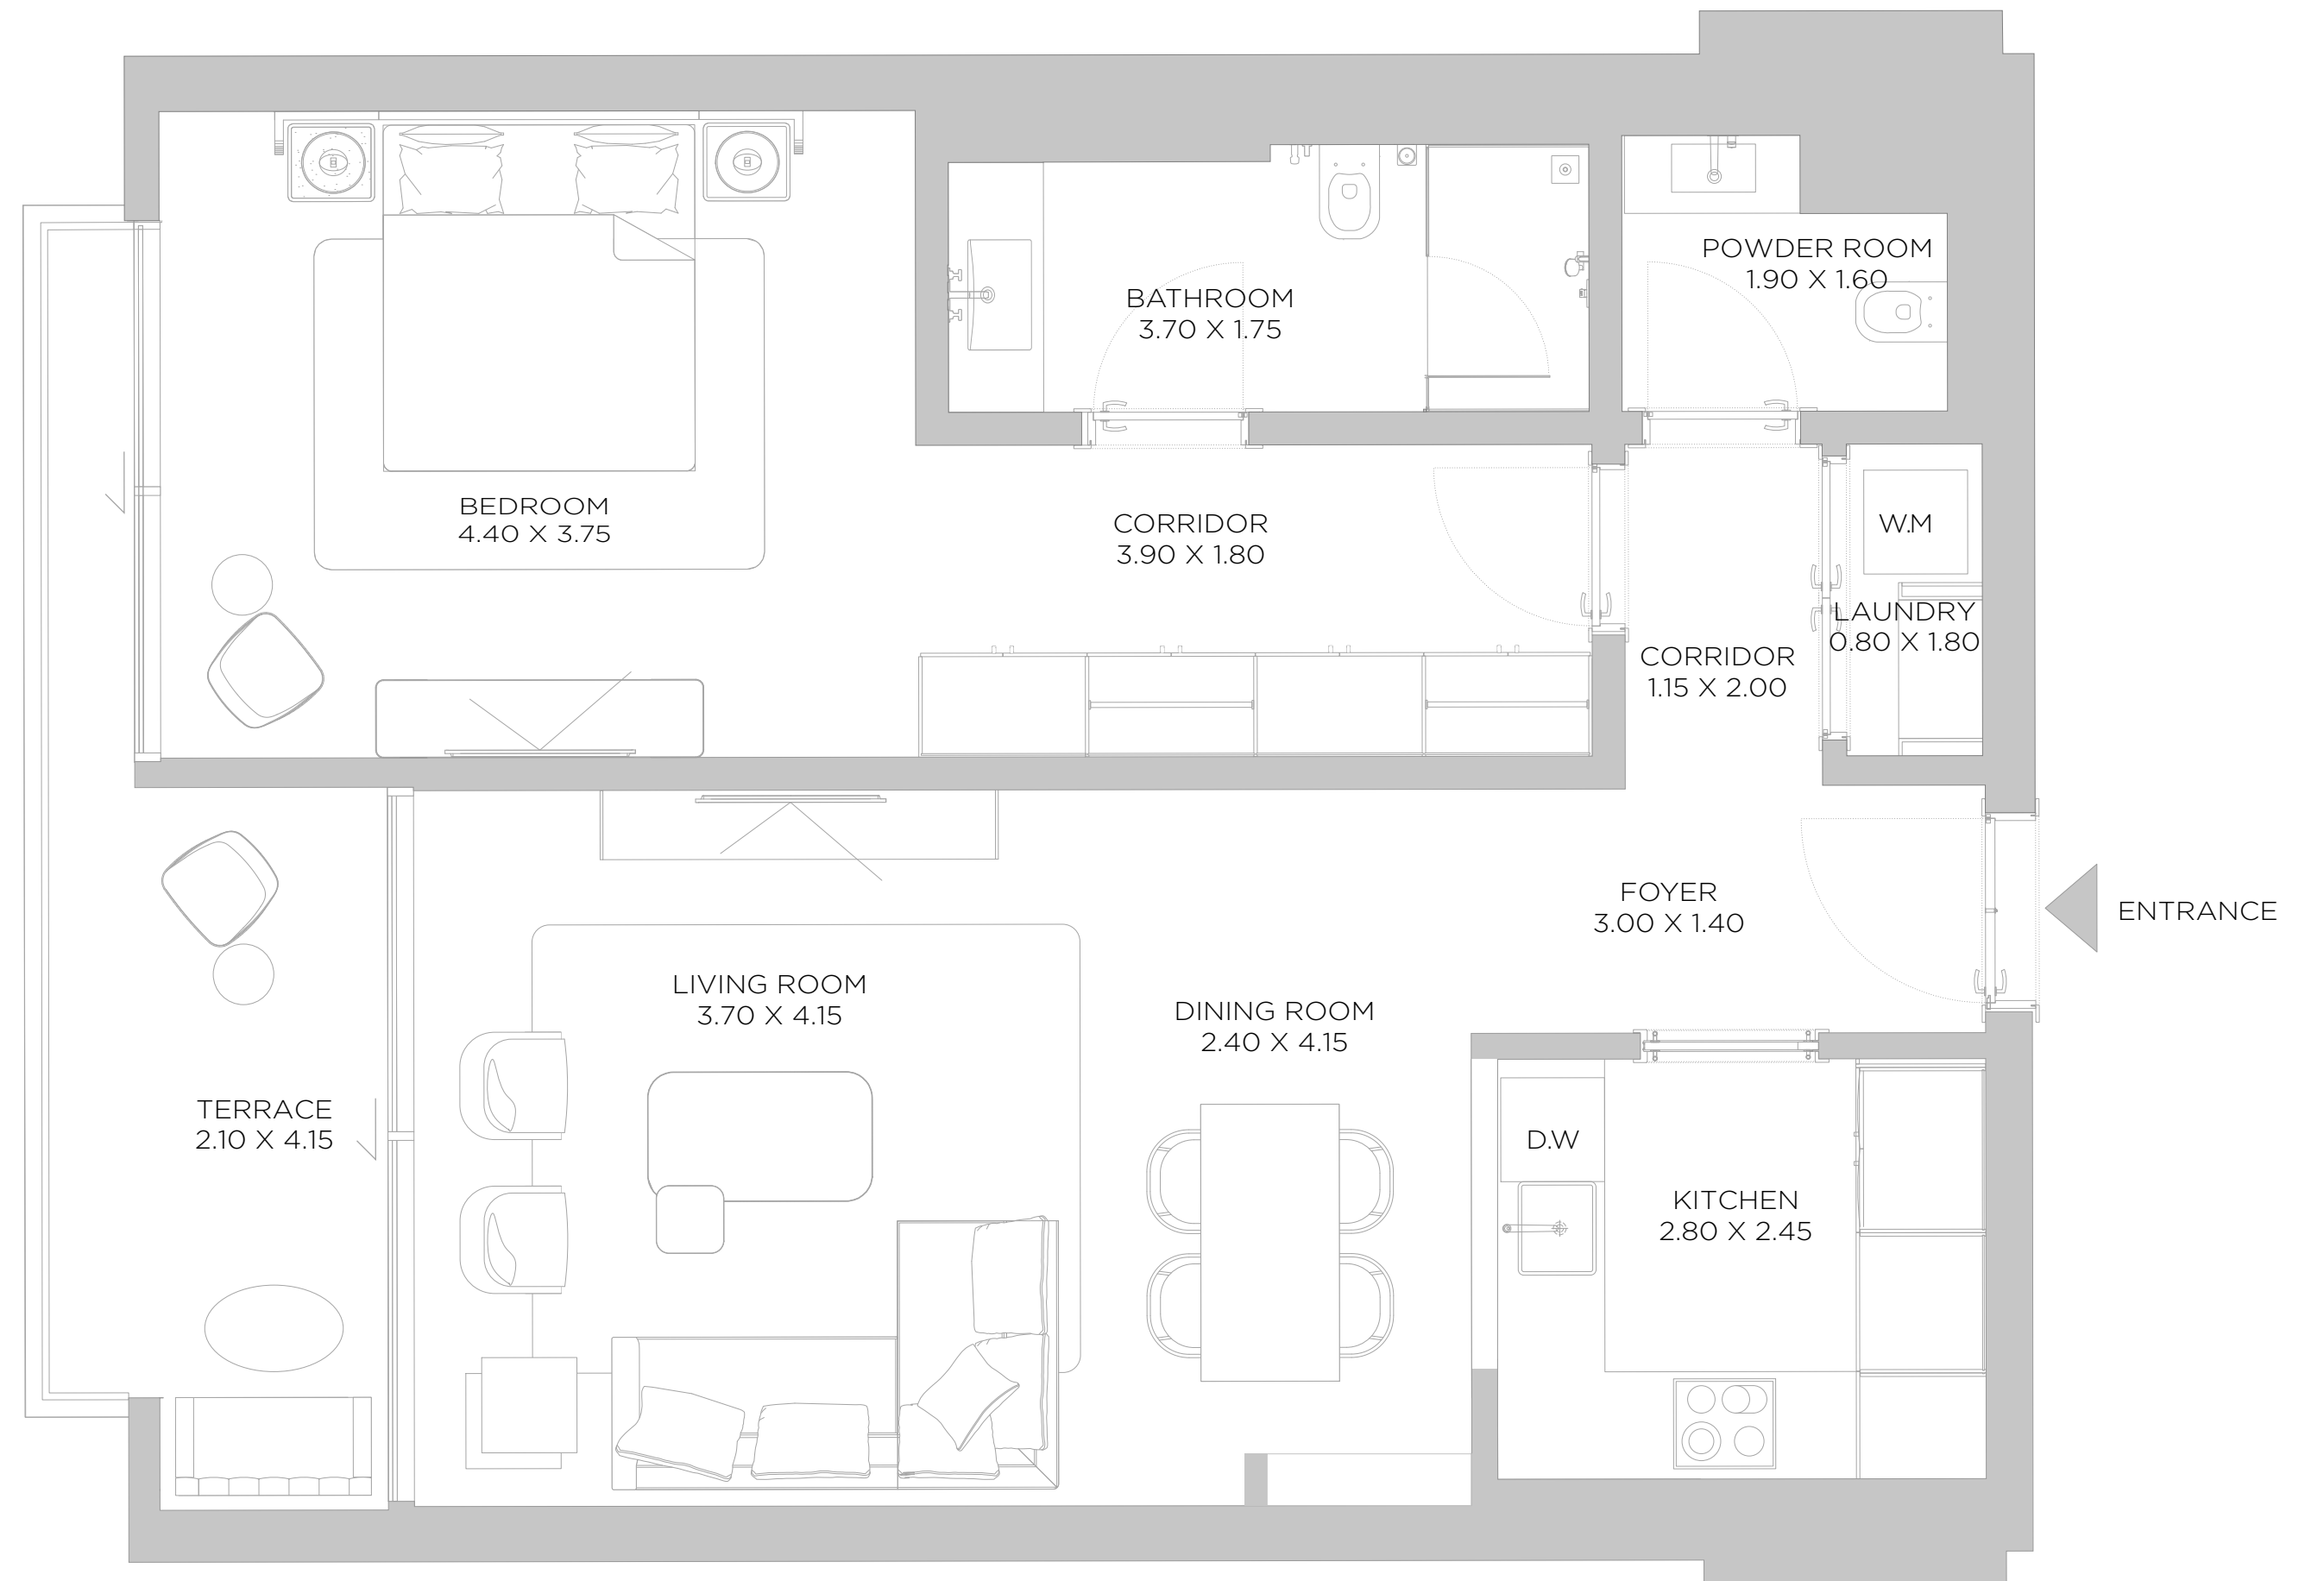 POWDER ROOM
1.90 X 1.60
BATHROOM
3.70 X 1.75
BEDROOM
4.40 X 3.75
CORRIDOR
3.90 X 1.80
W.M
LAUNDRY
0.80 X 1.80
CORRIDOR
1.15 X 2.00
FOYER
3.00 X 1.40
ENTRANCE
LIVING ROOM
3.70 X 4.15
DINING ROOM
2.40 X 4.15
TERRACE
2.10 X 4.15
D.W
KITCHEN
2.80 X 2.45